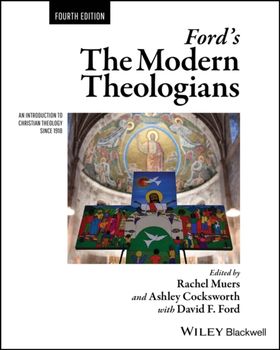 FOURTH EDITION
Ford's
The Modern
Theologians
AN INTRODUCTION
TO
CHRISTIAN THEOLOGY
SINCE 1918
Edited by
Rachel Muers
and Ashley Cocksworth
with David F. Ford
WILEY Blackwell